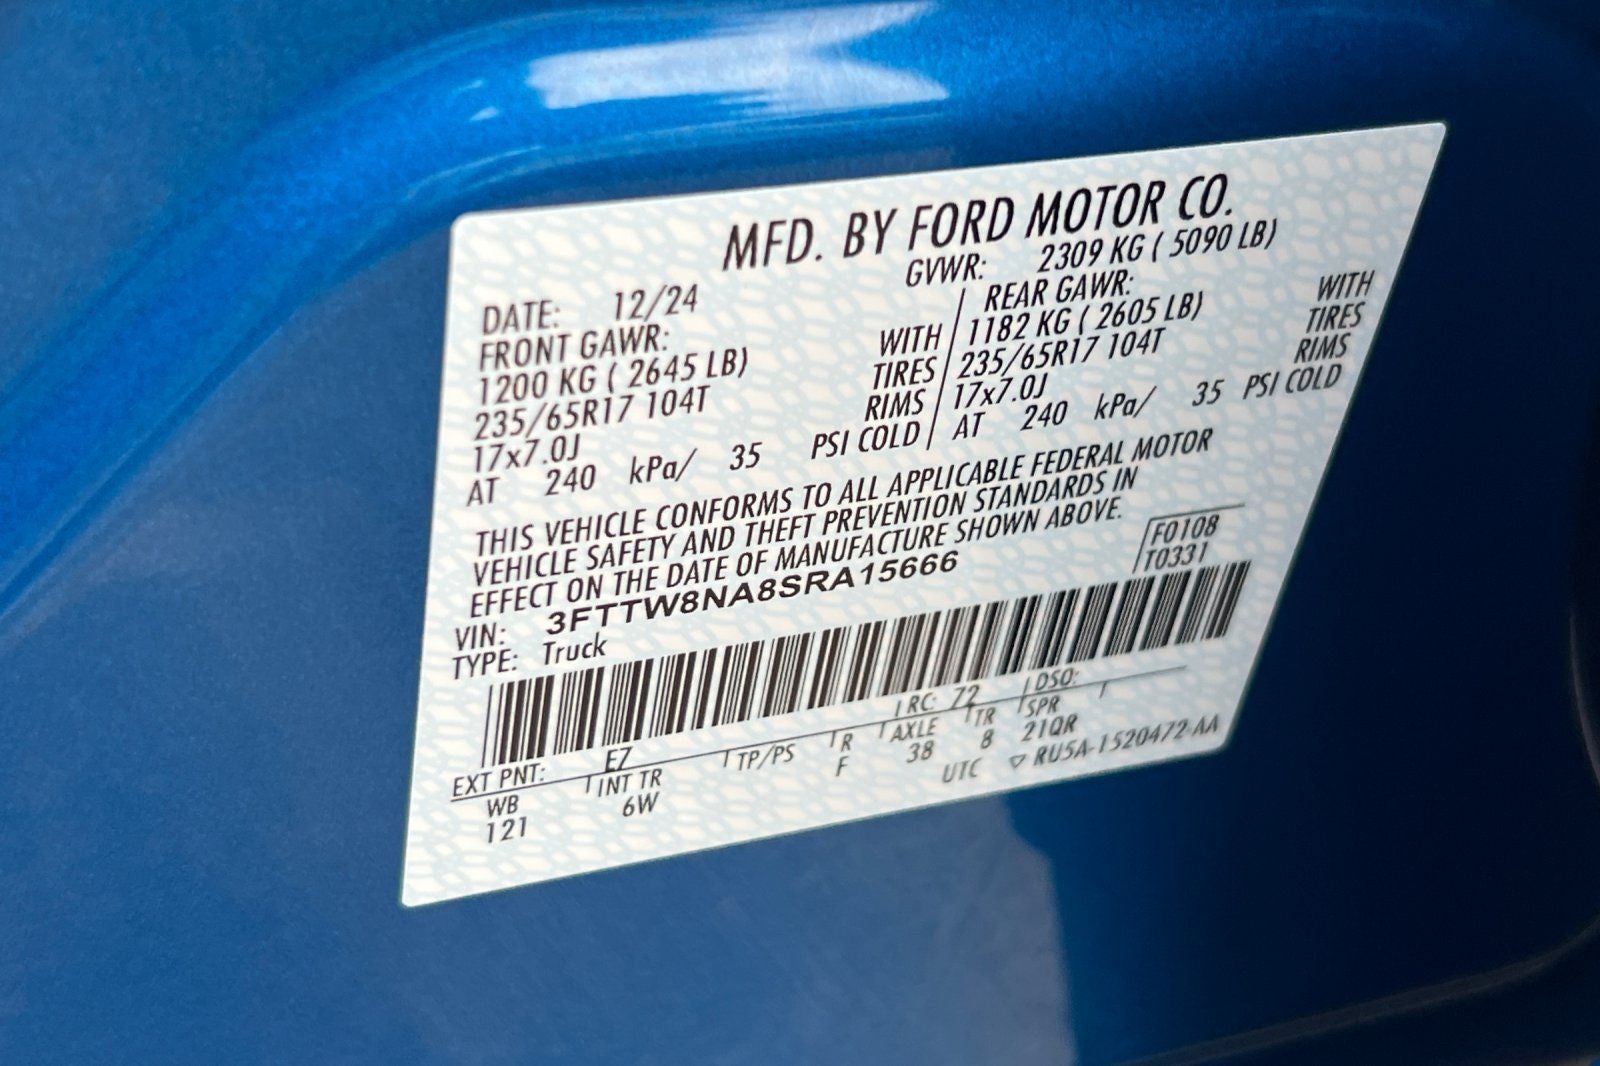 MFD. BY FORD MOTOR CO.
DATE: 12/24 GVWR: 2309 KG ( 5090 LB)
FRONT GAWR: REAR GAWR:
1200 KG ( 2645 LB) WITH 1182 KG ( 2605 LB) WITH
235/65R17 104T TIRES 235/65R17 104T TIRES
17x7.0J RIMS 17x7.0J RIMS
AT 240 kPa/ 35 PSI COLD AT 240 kPa/ 35 PSI COLD
THIS VEHICLE CONFORMS TO ALL APPLICABLE FEDERAL MOTOR
VEHICLE SAFETY AND THEFT PREVENTION STANDARDS IN
EFFECT ON THE DATE OF MANUFACTURE SHOWN ABOVE.
VIN: 3FTTW8NA8SRA15666 F0108
TYPE: Truck T0331
EXT PNT: E7 RC: 72 DSO:
WB INT TR TP/PS R AXLE TR SPR
121 6W F 38 8 21QR
UTC ▽ RU5A-1520472-AA